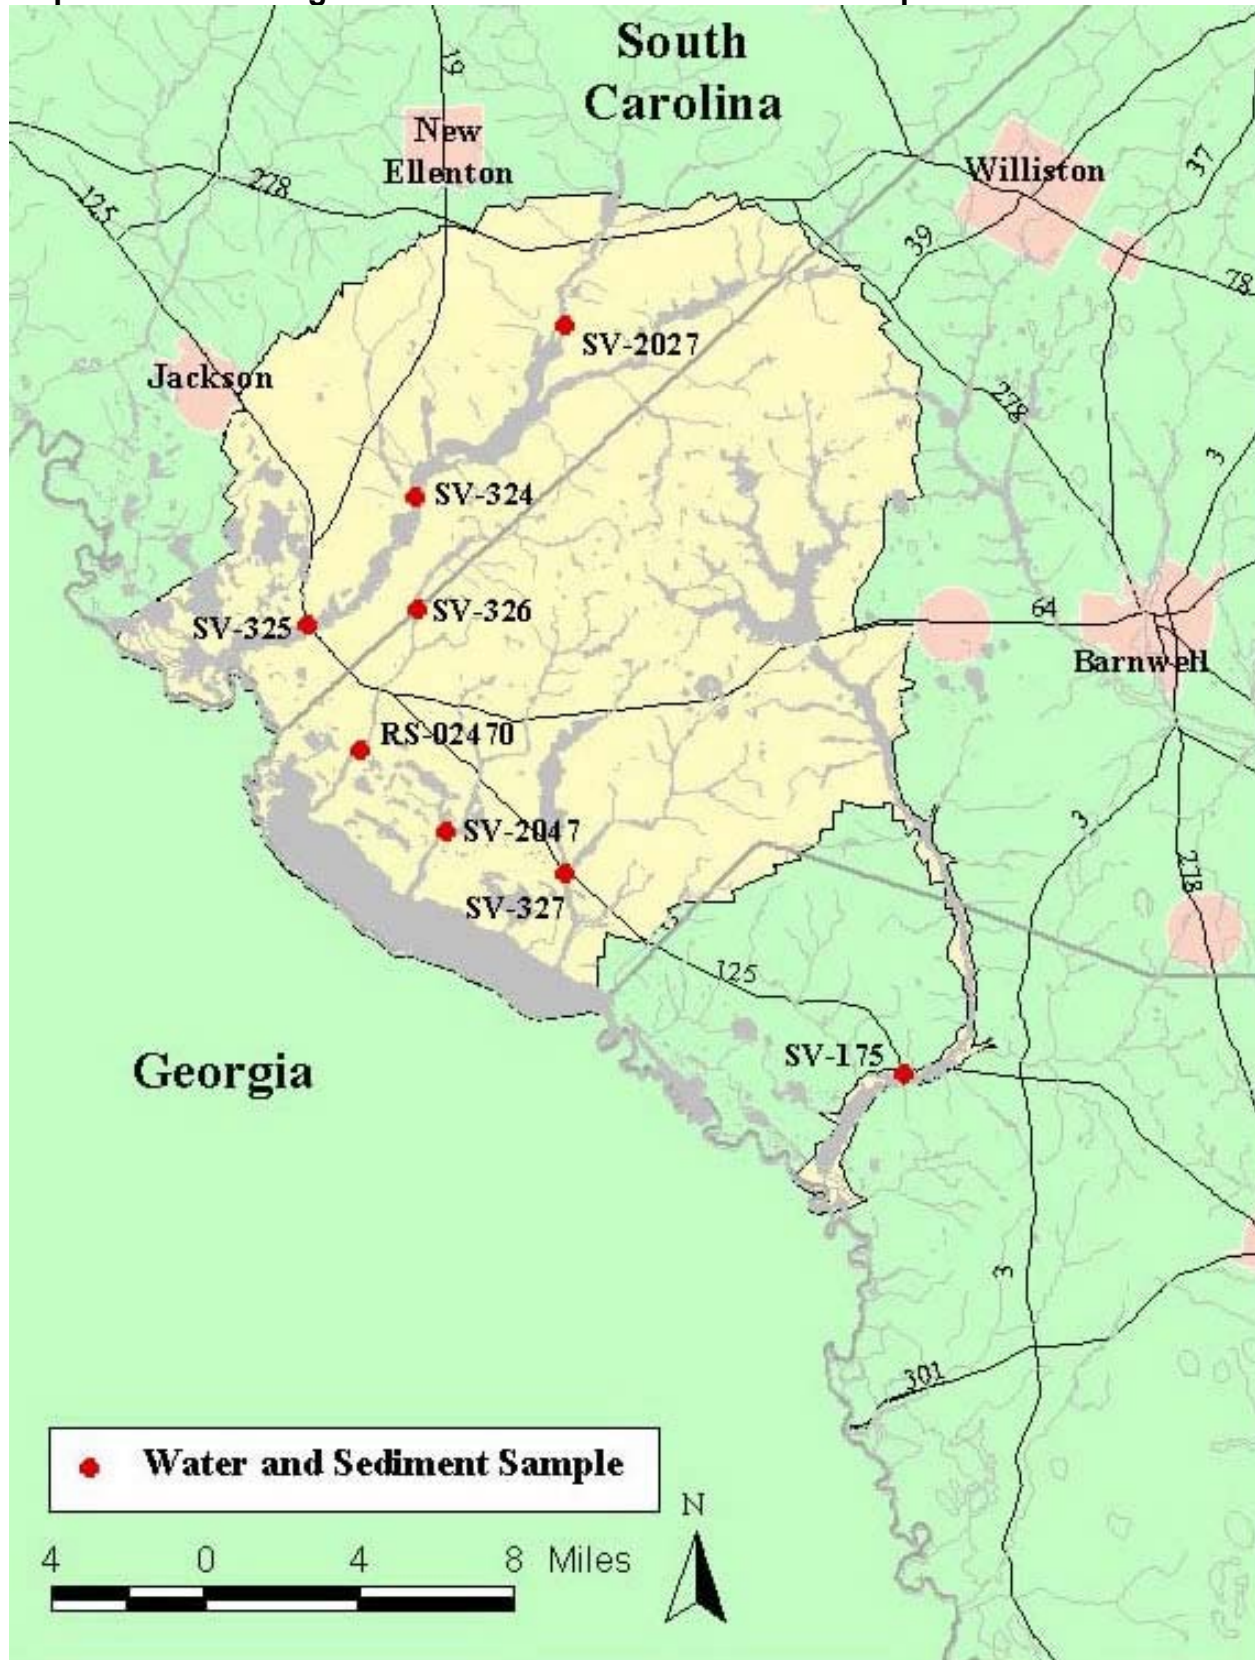 South
Carolina
19
New
Ellenton
Williston
37
278
125
39
78
SV-2027
Jackson
278
3
SV-324
SV-326
64
SV-325
Barnwell
RS-02470
3
SV-2047
278
SV-327
125
SV-175
Georgia
3
301
Water and Sediment Sample
N
4 0 4 8 Miles